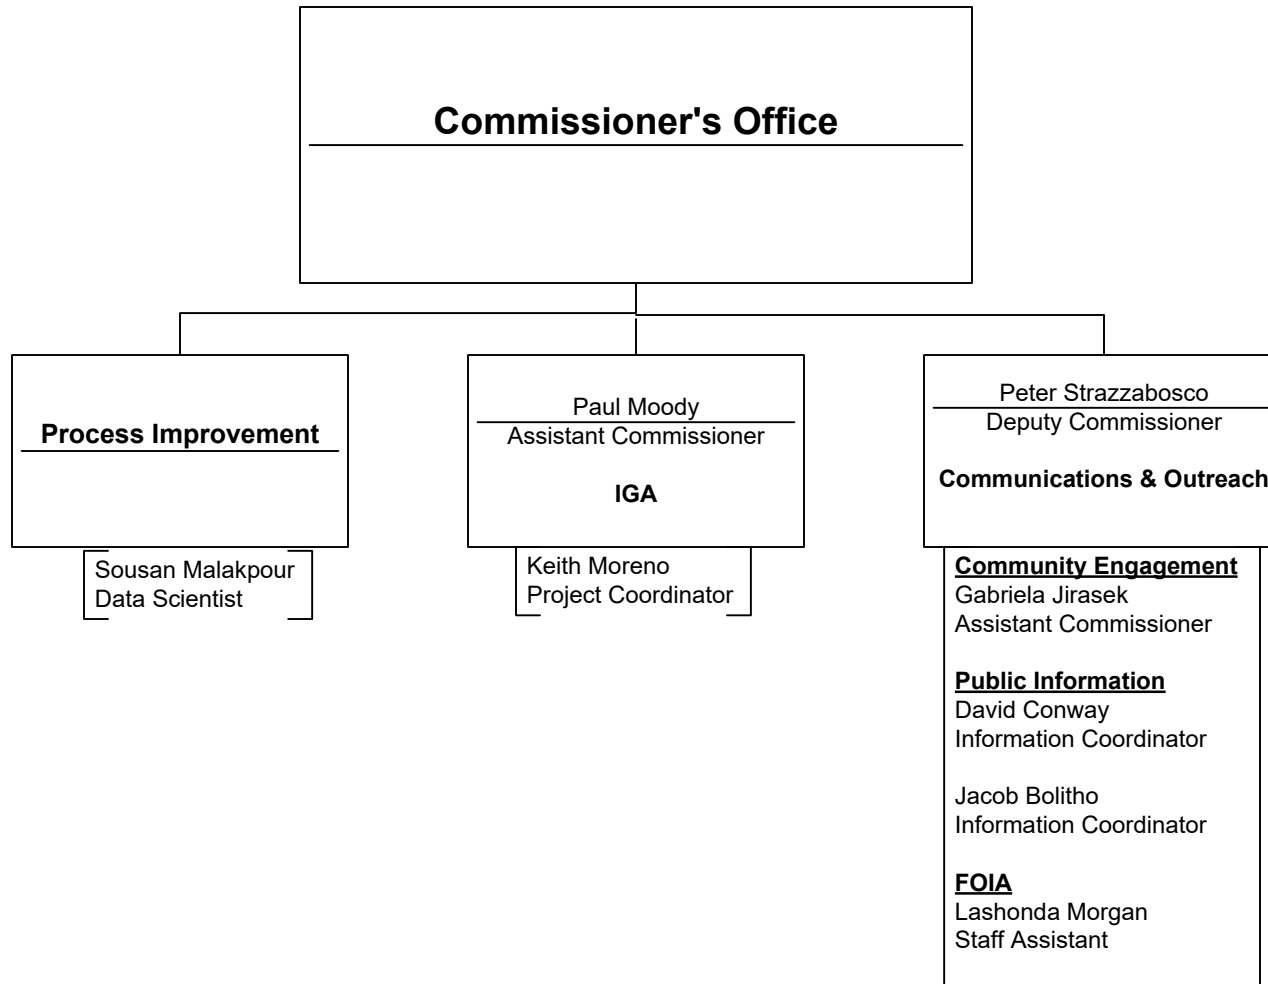 Commissioner's Office
Process Improvement
Sousan Malakpour
Data Scientist
Paul Moody
Assistant Commissioner
IGA
Keith Moreno
Project Coordinator
Peter Strazzabosco
Deputy Commissioner
Communications & Outreach
Community Engagement
Gabriela Jirasek
Assistant Commissioner
Public Information
David Conway
Information Coordinator
Jacob Bolitho
Information Coordinator
FOIA
Lashonda Morgan
Staff Assistant